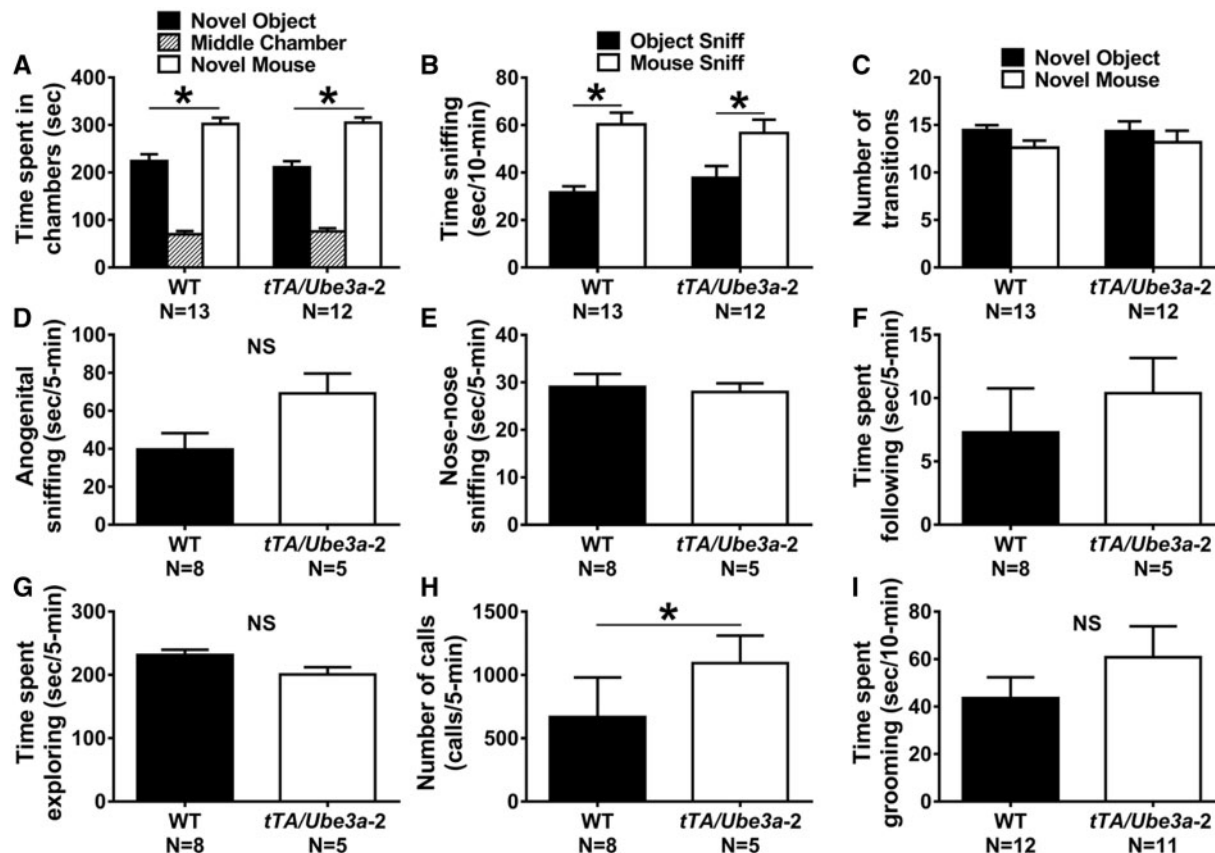 Novel Object
Middle Chamber
Novel Mouse
A
Time spent in
chambers (sec)
400
300
200
100
0
*
*
WT
N=13
tTA/Ube3a-2
N=12
Object Sniff
Mouse Sniff
B
Time sniffing
(sec/10-min)
80
60
40
20
0
*
*
WT
N=13
tTA/Ube3a-2
N=12
Novel Object
Novel Mouse
C
Number of
transitions
20
15
10
5
0
WT
N=13
tTA/Ube3a-2
N=12
D
Anogenital
sniffing (sec/5-min)
100
80
60
40
20
0
NS
WT
N=8
tTA/Ube3a-2
N=5
E
Nose-nose
sniffing (sec/5-min)
40
30
20
10
0
WT
N=8
tTA/Ube3a-2
N=5
F
Time spent
following (sec/5-min)
15
10
5
0
WT
N=8
tTA/Ube3a-2
N=5
G
Time spent
exploring (sec/5-min)
300
200
100
0
NS
WT
N=8
tTA/Ube3a-2
N=5
H
Number of calls
(calls/5-min)
1500
1000
500
0
*
WT
N=8
tTA/Ube3a-2
N=5
I
Time spent
grooming (sec/10-min)
80
60
40
20
0
NS
WT
N=12
tTA/Ube3a-2
N=11